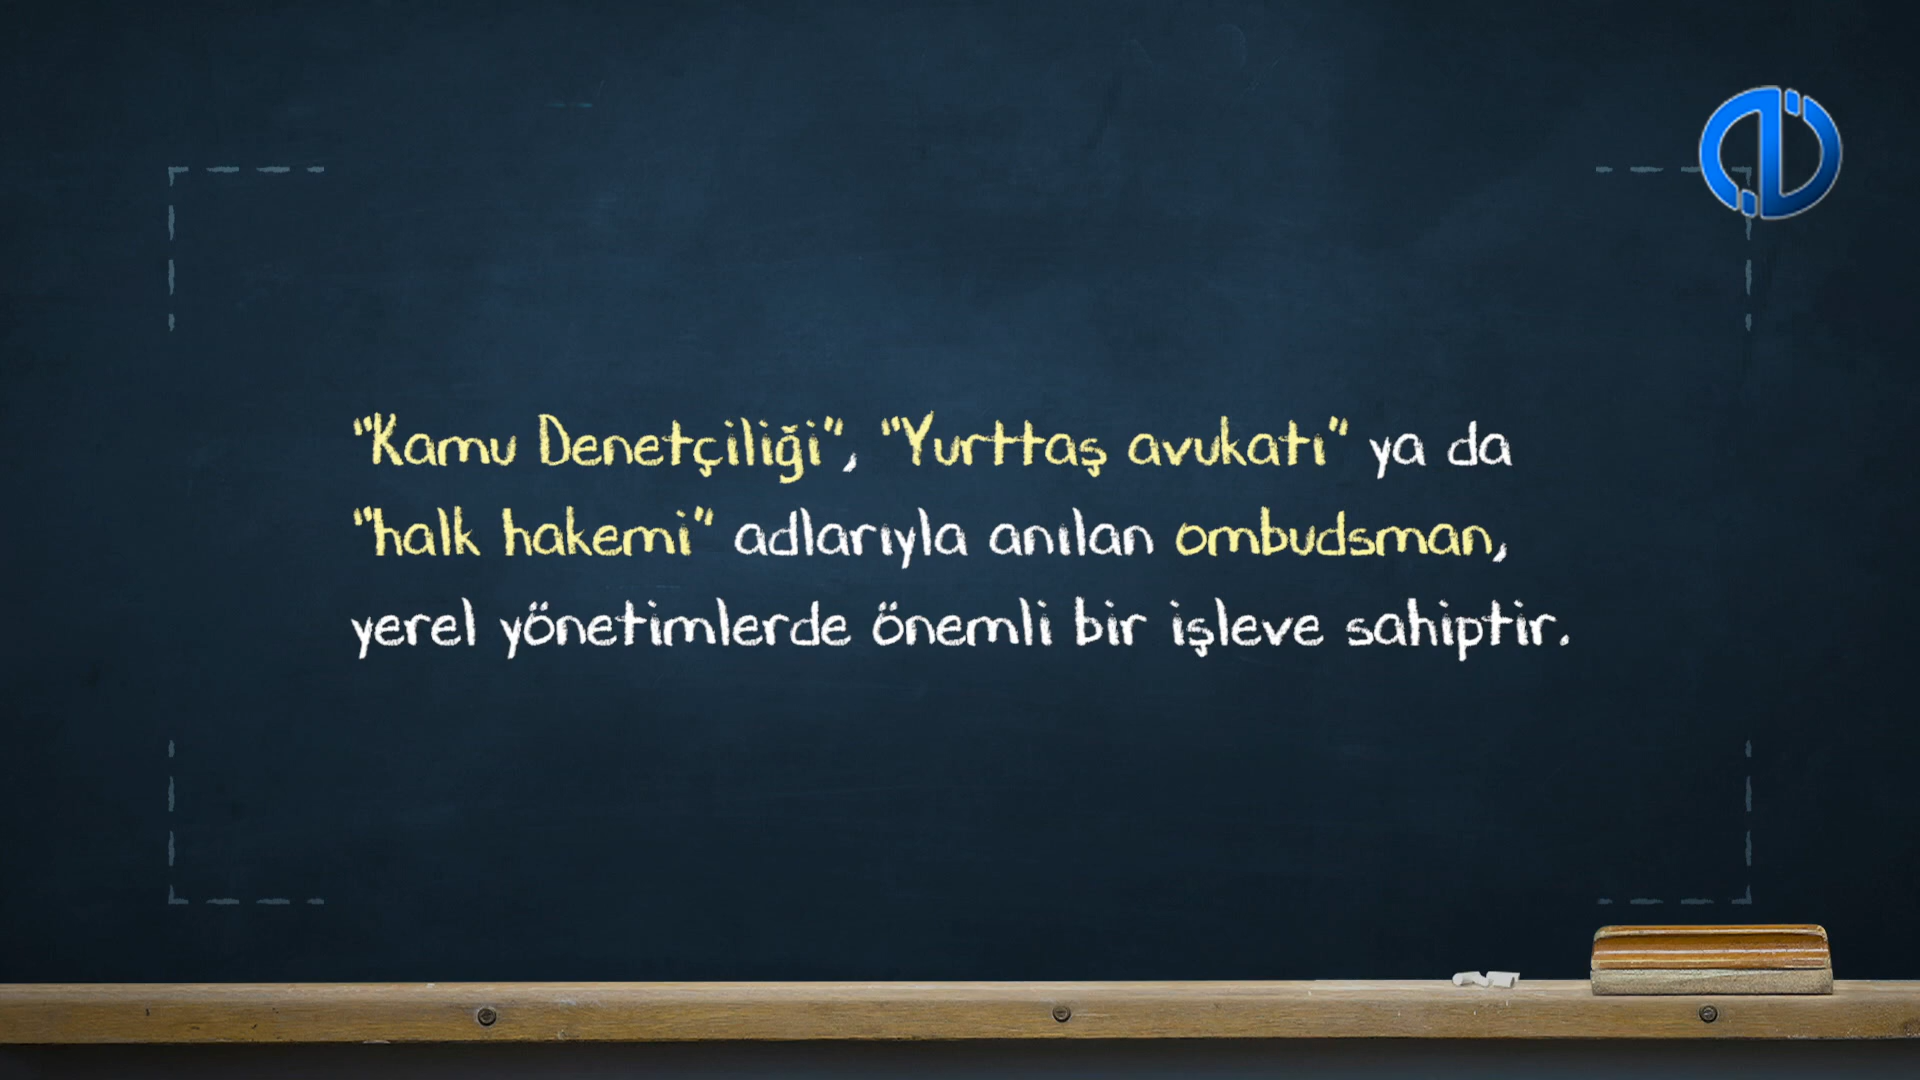 "Kamu Denetçiliği", "Yurttaş avukatı" ya da
"halk hakemi" adlarıyla anılan ombudsman,
yerel yönetimlerde önemli bir işleve sahiptir.